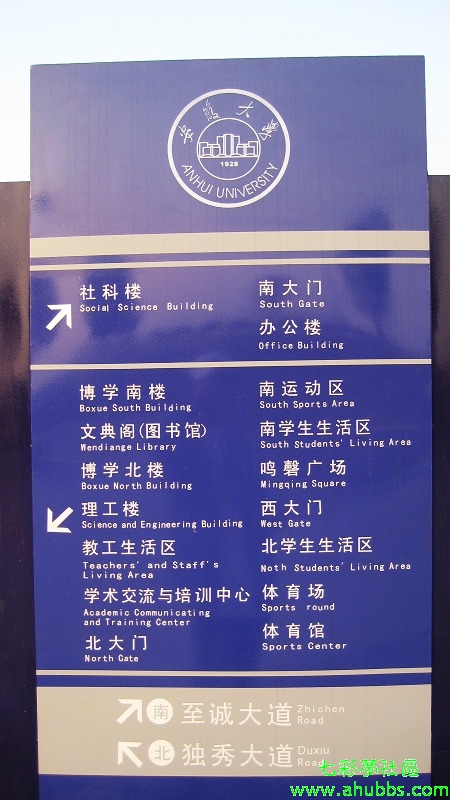 安徽大學
1928
ANHUI UNIVERSITY
社科楼
Social Science Building
南大门
South Gate
办公楼
Office Building
博学南楼
Boxue South Building
南运动区
South Sports Area
文典阁(图书馆)
Wendiange Library
南学生生活区
South Students' Living Area
博学北楼
Boxue North Building
鸣磬广场
Mingqing Square
理工楼
Science and Engineering Building
西大门
West Gate
教工生活区
Teachers' and Staff's
Living Area
北学生生活区
Noth Students' Living Area
学术交流与培训中心
Academic Communicating
and Training Center
体育场
Sports round
北大门
North Gate
体育馆
Sports Center
南 至诚大道 Zhichen
Road
北 独秀大道 Duxiu
Road
七彩梦社區
www.ahubbs.com